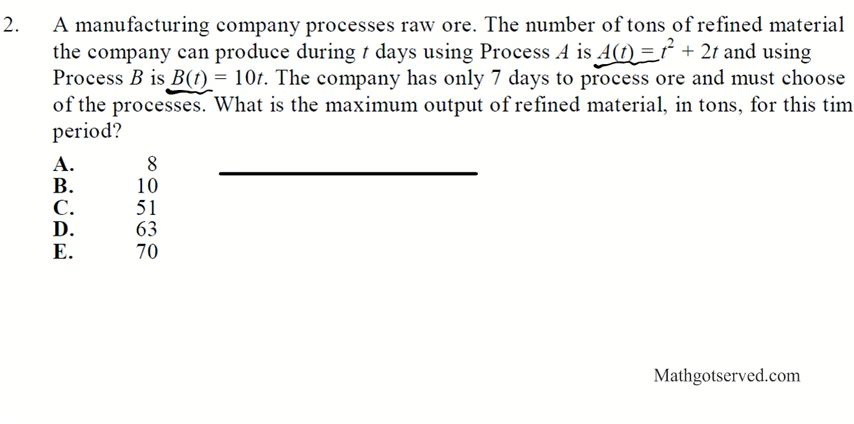 2. A manufacturing company processes raw ore. The number of tons of refined material
the company can produce during t days using Process A is A(t) = t² + 2t and using
Process B is B(t) = 10t. The company has only 7 days to process ore and must choose
of the processes. What is the maximum output of refined material, in tons, for this tim
period?
A. 8
B. 10
C. 51
D. 63
E. 70
Mathgotserved.com